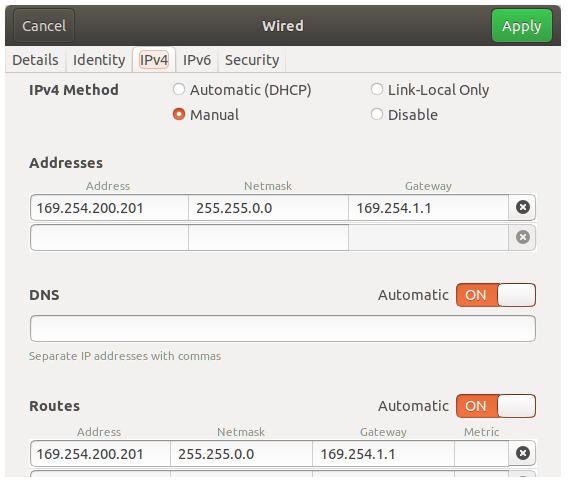 Cancel Wired Apply
Details Identity IPv4 IPv6 Security
IPv4 Method Automatic (DHCP) Link-Local Only
Manual Disable
Addresses
Address Netmask Gateway
169.254.200.201 255.255.0.0 169.254.1.1
DNS Automatic ON
Separate IP addresses with commas
Routes Automatic ON
Address Netmask Gateway Metric
169.254.200.201 255.255.0.0 169.254.1.1